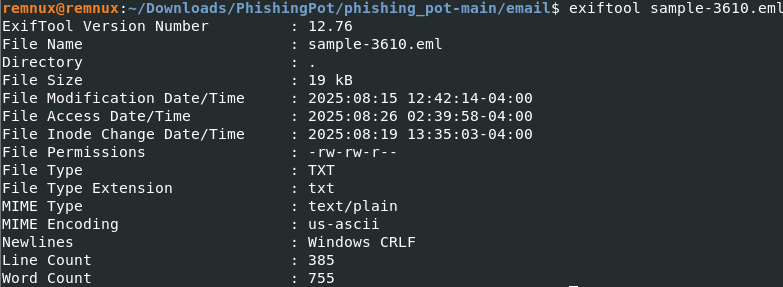 remnux@remnux:~/Downloads/PhishingPot/phishing_pot-main/email$ exiftool sample-3610.eml
ExifTool Version Number         : 12.76
File Name                       : sample-3610.eml
Directory                       : .
File Size                       : 19 kB
File Modification Date/Time     : 2025:08:15 12:42:14-04:00
File Access Date/Time           : 2025:08:26 02:39:58-04:00
File Inode Change Date/Time     : 2025:08:19 13:35:03-04:00
File Permissions                : -rw-rw-r--
File Type                       : TXT
File Type Extension             : txt
MIME Type                       : text/plain
MIME Encoding                   : us-ascii
Newlines                        : Windows CRLF
Line Count                      : 385
Word Count                      : 755